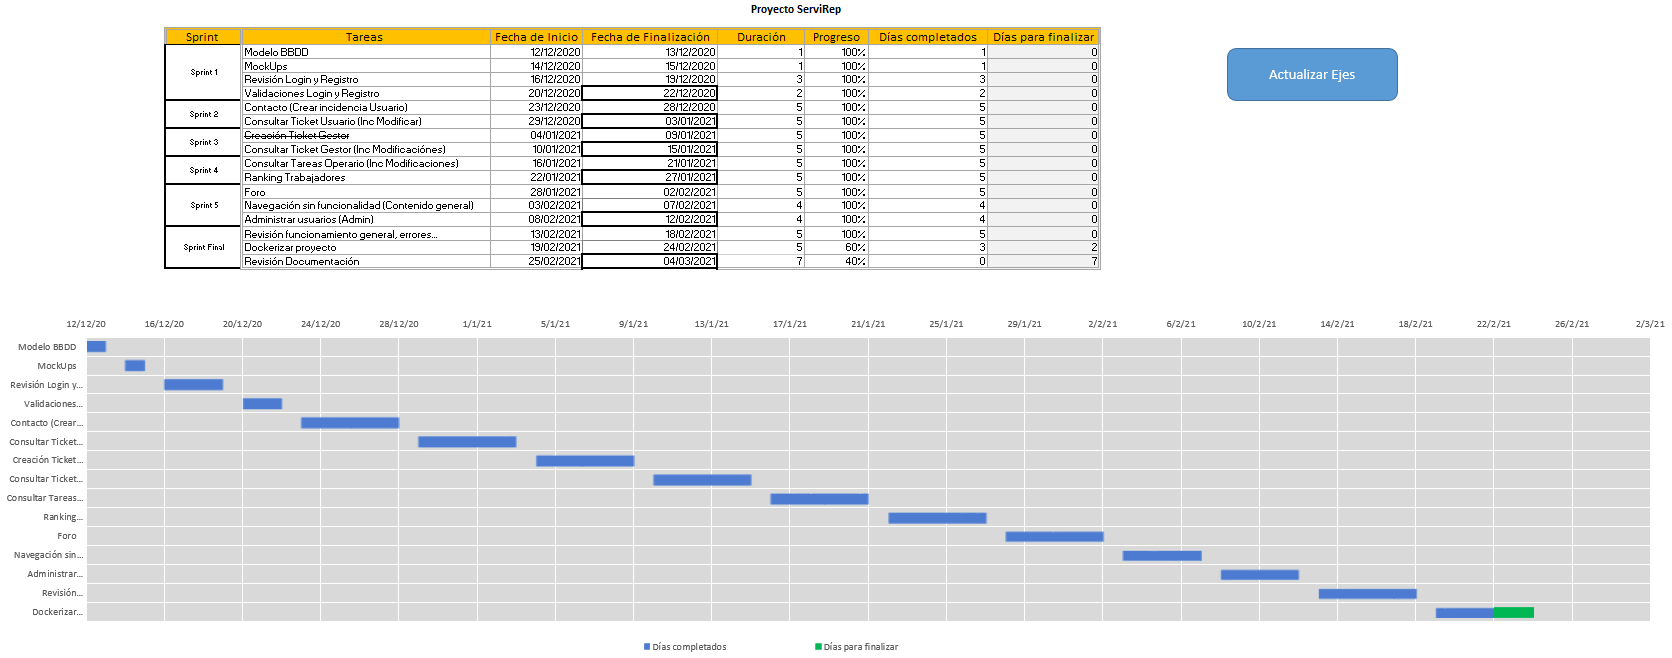 Proyecto ServiRep
Sprint Tareas Fecha de Inicio Fecha de Finalización Duración Progreso Días completados Días para finalizar
Sprint 1
Modelo BBDD 12/12/2020 13/12/2020 1 100% 1 0
MockUps 14/12/2020 15/12/2020 1 100% 1 0
Revisión Login y Registro 16/12/2020 19/12/2020 3 100% 3 0
Validaciones Login y Registro 20/12/2020 22/12/2020 2 100% 2 0
Sprint 2
Contacto (Crear incidencia Usuario) 23/12/2020 28/12/2020 5 100% 5 0
Consultar Ticket Usuario (Inc Modificar) 29/12/2020 03/01/2021 5 100% 5 0
Sprint 3
Creación Ticket Gestor 04/01/2021 09/01/2021 5 100% 5 0
Consultar Ticket Gestor (Inc Modificaciónes) 10/01/2021 15/01/2021 5 100% 5 0
Sprint 4
Consultar Tareas Operario (Inc Modificaciones) 16/01/2021 21/01/2021 5 100% 5 0
Ranking Trabajadores 22/01/2021 27/01/2021 5 100% 5 0
Sprint 5
Foro 28/01/2021 02/02/2021 5 100% 5 0
Navegación sin funcionalidad (Contenido general) 03/02/2021 07/02/2021 4 100% 4 0
Administrar usuarios (Admin) 08/02/2021 12/02/2021 4 100% 4 0
Sprint Final
Revisión funcionamiento general, errores... 13/02/2021 18/02/2021 5 100% 5 0
Dockerizar proyecto 19/02/2021 24/02/2021 5 60% 3 2
Revisión Documentación 25/02/2021 04/03/2021 7 40% 0 7
Actualizar Ejes
12/12/20 16/12/20 20/12/20 24/12/20 28/12/20 1/1/21 5/1/21 9/1/21 13/1/21 17/1/21 21/1/21 25/1/21 29/1/21 2/2/21 6/2/21 10/2/21 14/2/21 18/2/21 22/2/21 26/2/21 2/3/21
Modelo BBDD
MockUps
Revisión Login y...
Validaciones...
Contacto (Crear...
Consultar Ticket...
Creación Ticket...
Consultar Ticket...
Consultar Tareas...
Ranking...
Foro
Navegación sin...
Administrar...
Revisión...
Dockerizar...
Días completados Días para finalizar